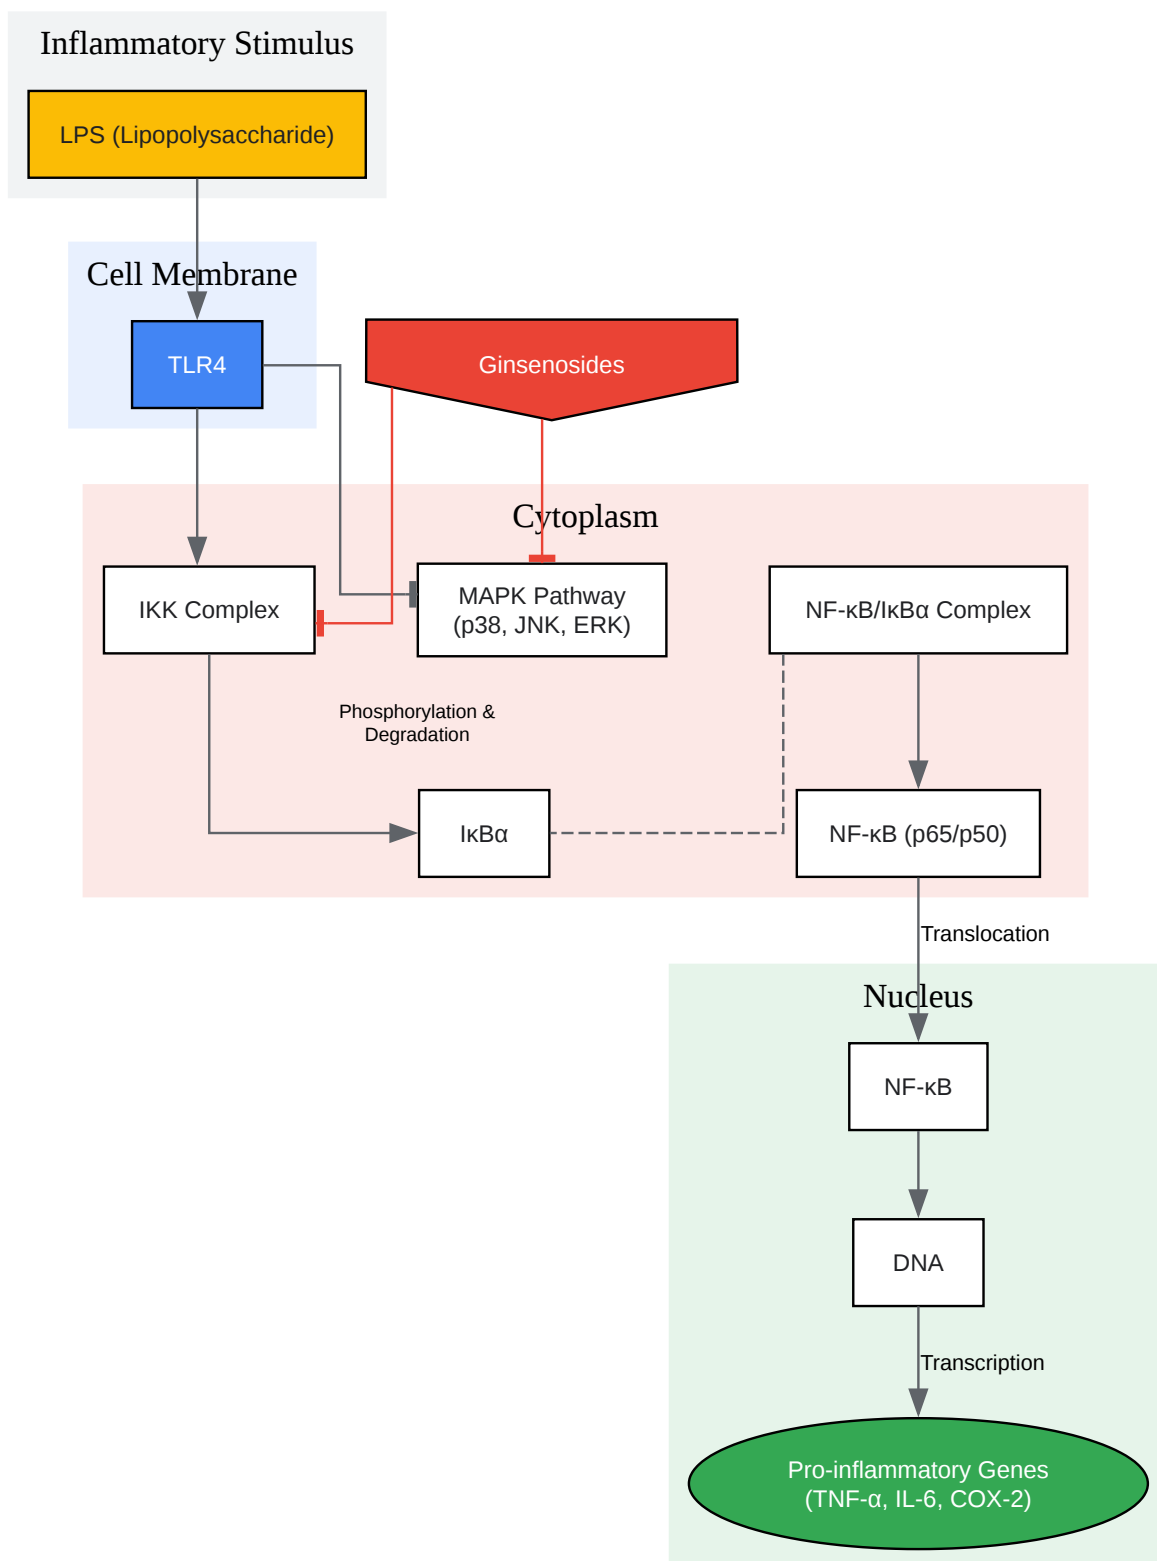 Inflammatory Stimulus
LPS (Lipopolysaccharide)
Cell Membrane
TLR4
Ginsenosides
Cytoplasm
IKK Complex
MAPK Pathway
(p38, JNK, ERK)
NF-κB/IκBα Complex
Phosphorylation &
Degradation
IκBα
NF-κB (p65/p50)
Translocation
Nucleus
NF-κB
DNA
Transcription
Pro-inflammatory Genes
(TNF-α, IL-6, COX-2)